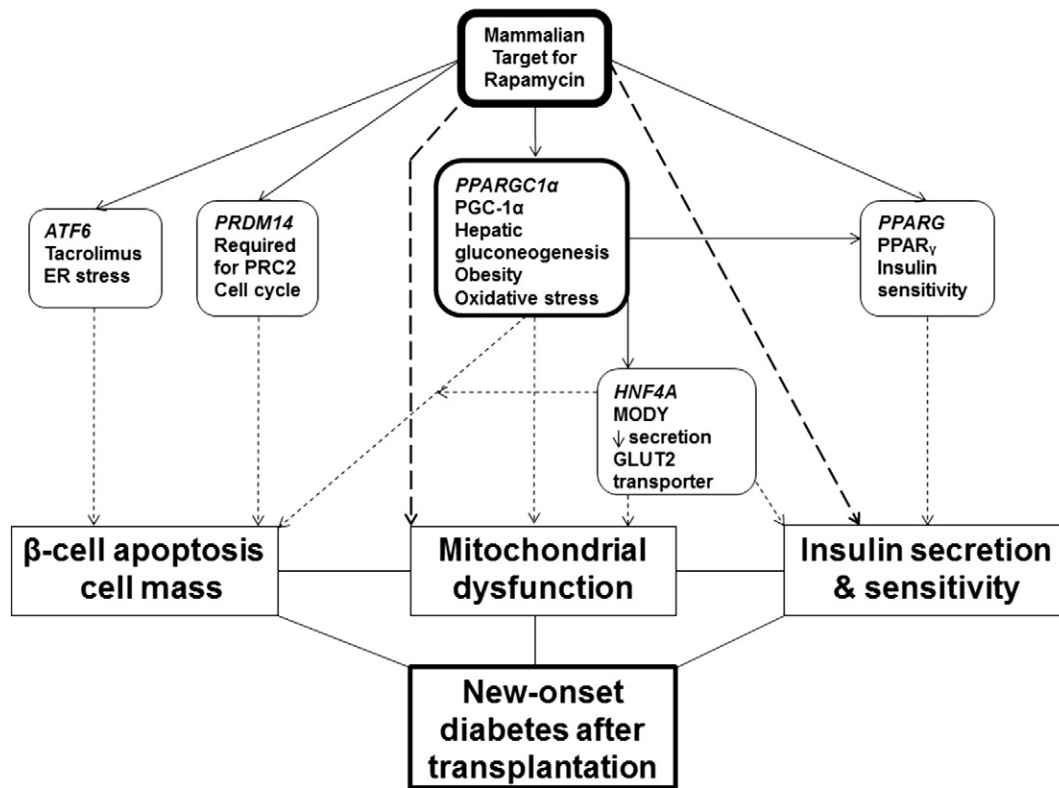 Mammalian
Target for
Rapamycin
ATF6
Tacrolimus
ER stress
PRDM14
Required
for PRC2
Cell cycle
PPARGC1α
PGC-1α
Hepatic
gluconeogenesis
Obesity
Oxidative stress
PPARG
PPARγ
Insulin
sensitivity
HNF4A
MODY
↓ secretion
GLUT2
transporter
β-cell apoptosis
cell mass
Mitochondrial
dysfunction
Insulin secretion
& sensitivity
New-onset
diabetes after
transplantation